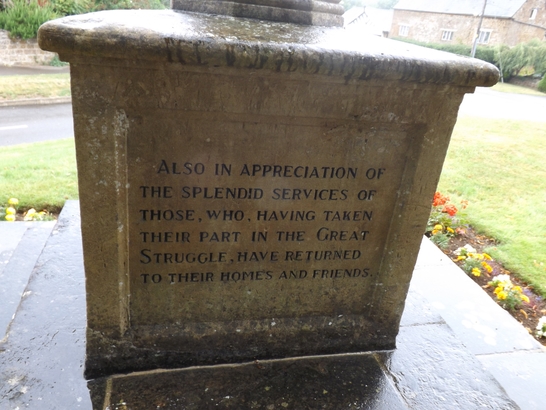 ALSO IN APPRECIATION OF
THE SPLENDID SERVICES OF
THOSE, WHO, HAVING TAKEN
THEIR PART IN THE GREAT
STRUGGLE, HAVE RETURNED
TO THEIR HOMES AND FRIENDS.